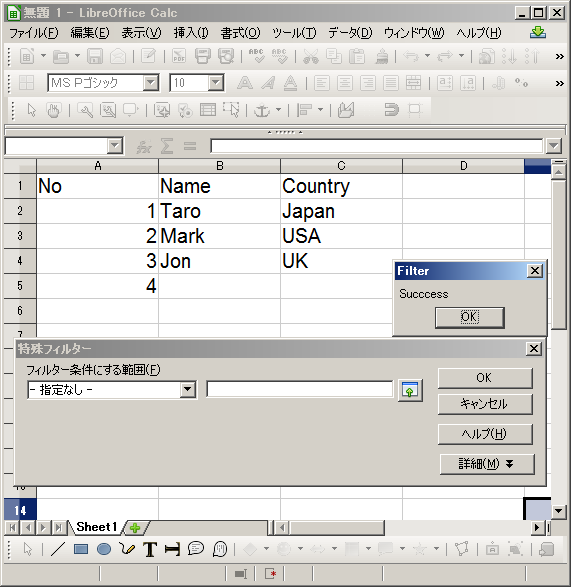 無題 1 - LibreOffice Calc
ファイル(F) 編集(E) 表示(V) 挿入(I) 書式(O) ツール(T) データ(D) ウィンドウ(W) ヘルプ(H)
MS Pゴシック 10
A B C D
1 No Name Country
2 1 Taro Japan
3 2 Mark USA
4 3 Jon UK
5 4
6
7
Filter
Succcess
OK
特殊フィルター
フィルター条件にする範囲(F)
- 指定なし -
OK
キャンセル
ヘルプ(H)
詳細(M)
14
Sheet1